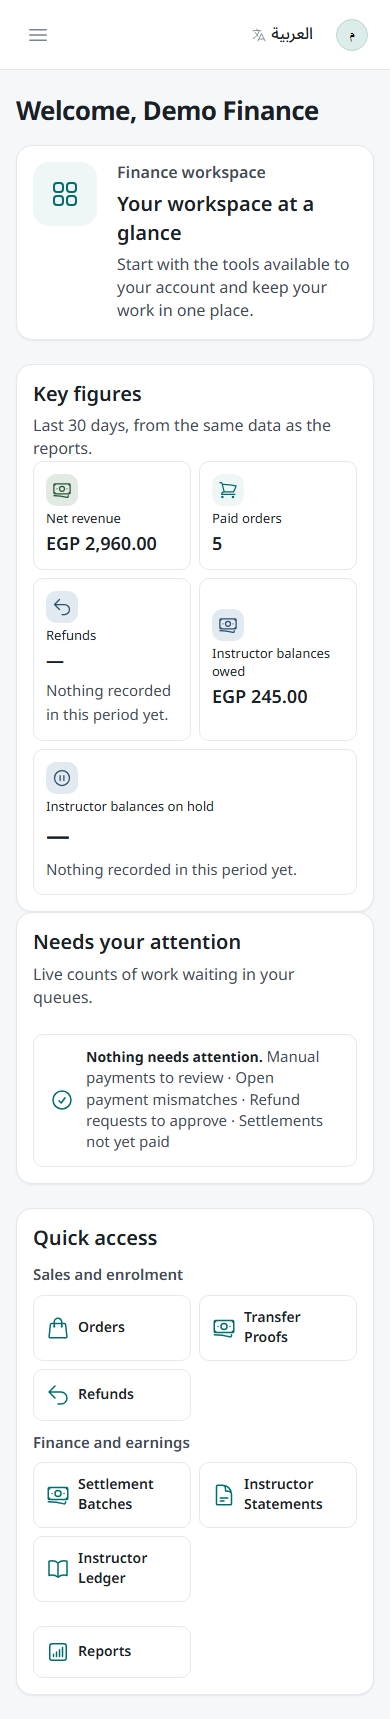 العربية
م
Welcome, Demo Finance
Finance workspace
Your workspace at a
glance
Start with the tools available to
your account and keep your
work in one place.
Key figures
Last 30 days, from the same data as the
reports.
Net revenue
EGP 2,960.00
Paid orders
5
Refunds
—
Nothing recorded
in this period yet.
Instructor balances
owed
EGP 245.00
Instructor balances on hold
—
Nothing recorded in this period yet.
Needs your attention
Live counts of work waiting in your
queues.
Nothing needs attention. Manual
payments to review · Open
payment mismatches · Refund
requests to approve · Settlements
not yet paid
Quick access
Sales and enrolment
Orders
Transfer
Proofs
Refunds
Finance and earnings
Settlement
Batches
Instructor
Statements
Instructor
Ledger
Reports